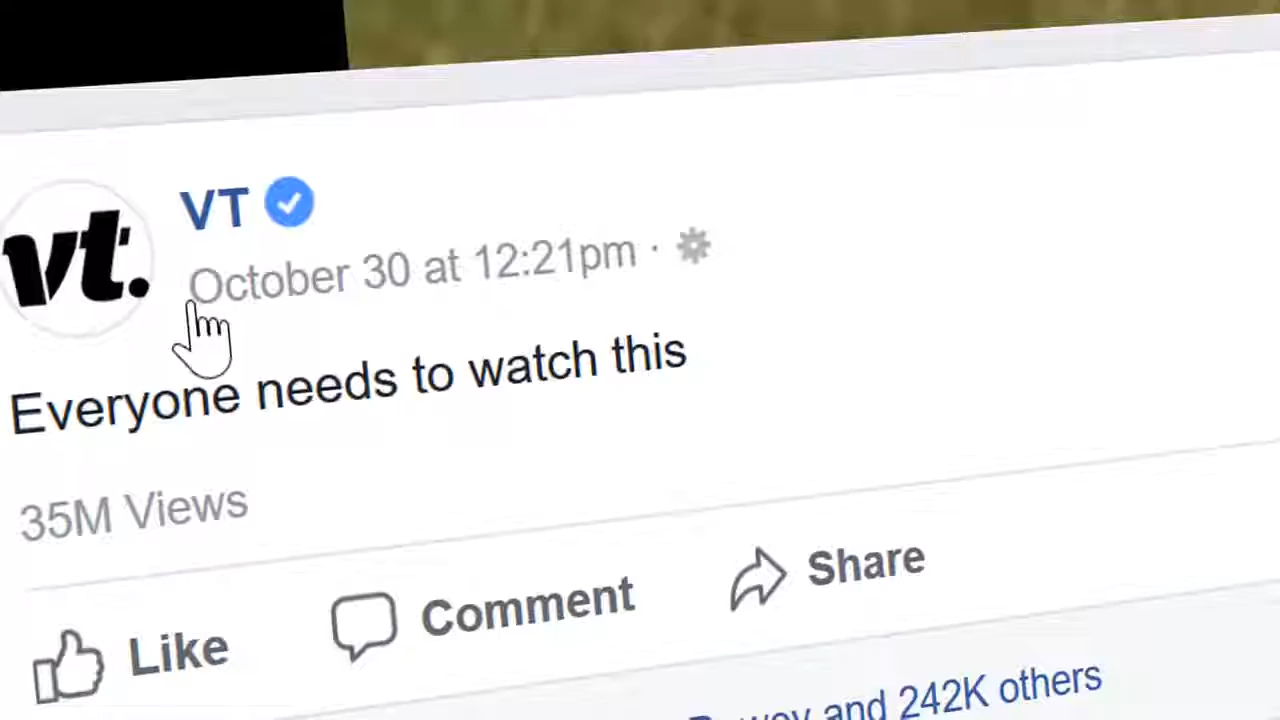 vt.
VT
October 30 at 12:21pm ·
Everyone needs to watch this
35M Views
Like Comment Share
and 242K others